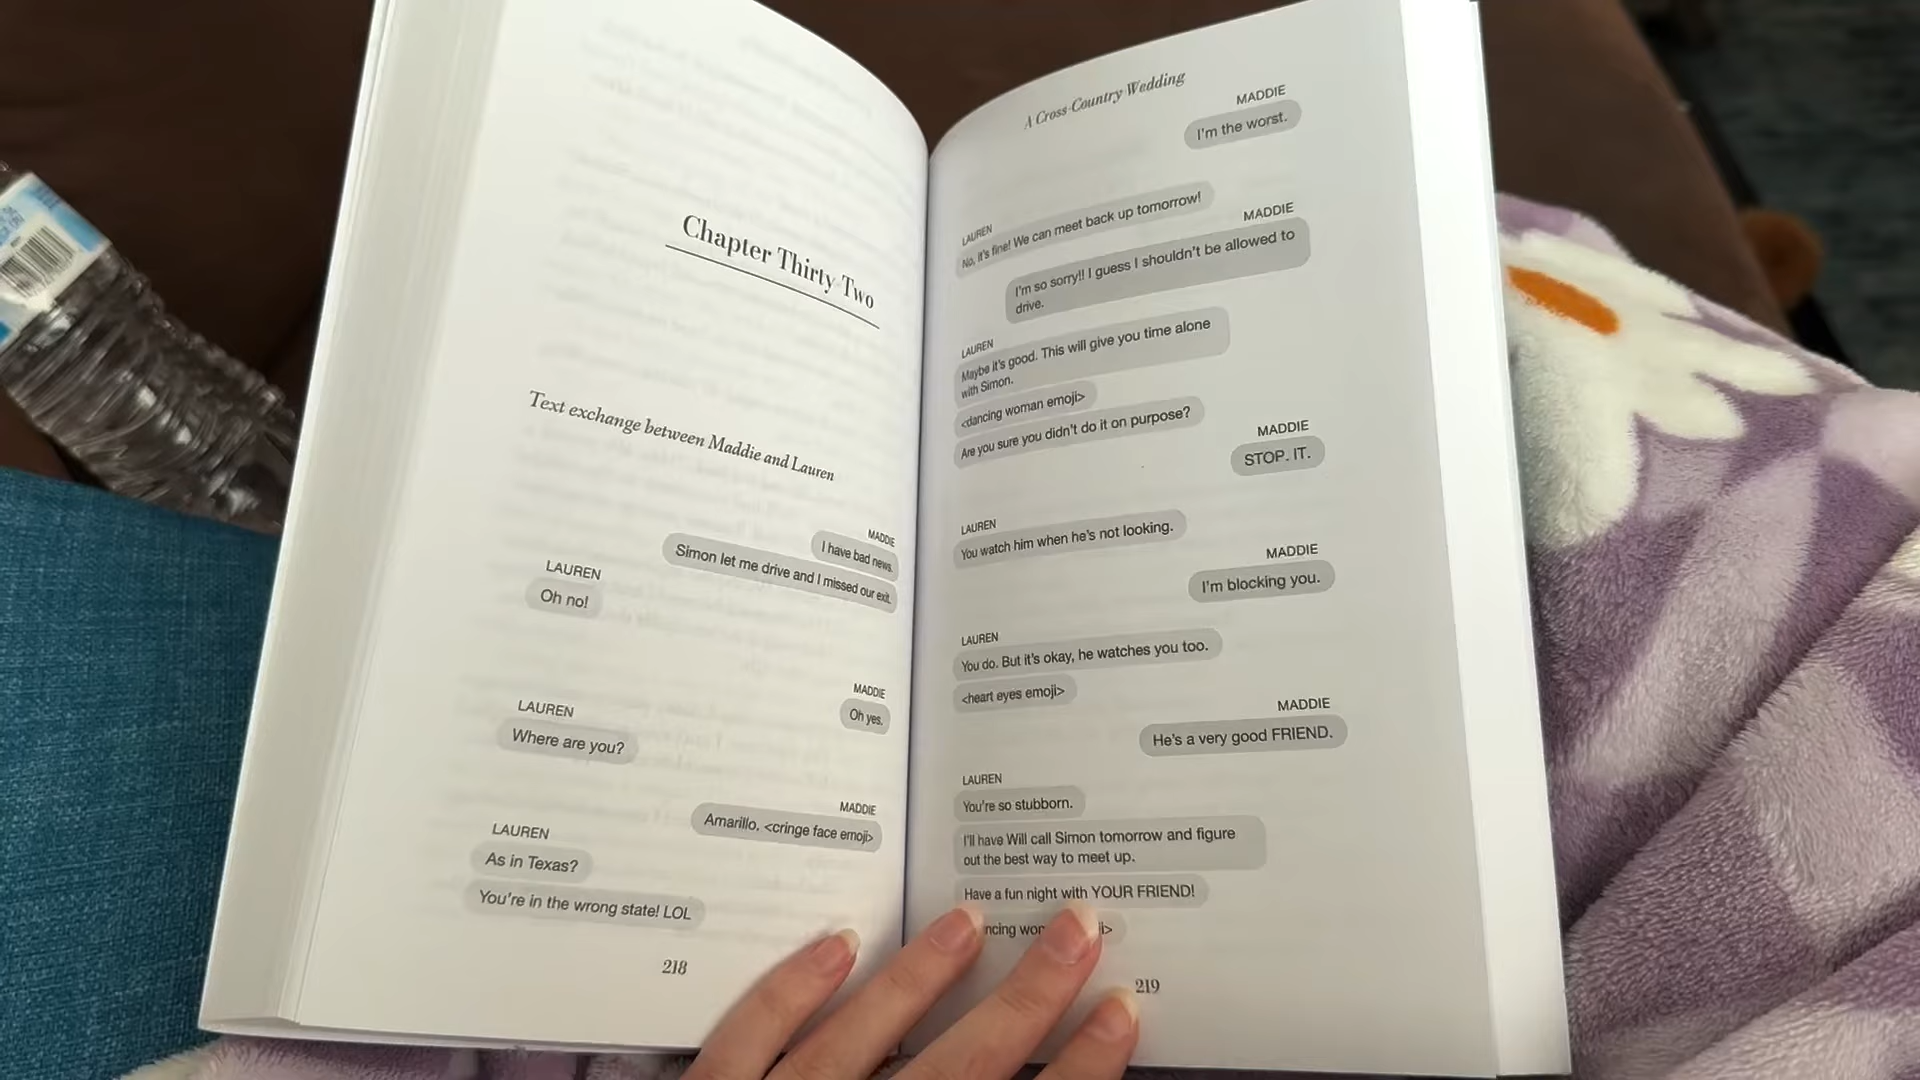 Chapter Thirty Two
Text exchange between Maddie and Lauren
MADDIE
I have bad news.
Simon let me drive and I missed our exit.
LAUREN
Oh no!
MADDIE
Oh yes.
LAUREN
Where are you?
MADDIE
Amarillo. <cringe face emoji>
LAUREN
As in Texas?
You're in the wrong state! LOL
218
A Cross-Country Wedding
MADDIE
I'm the worst.
LAUREN
No, it's fine! We can meet back up tomorrow!
MADDIE
I'm so sorry!! I guess I shouldn't be allowed to
drive.
LAUREN
Maybe it's good. This will give you time alone
with Simon.
<dancing woman emoji>
Are you sure you didn't do it on purpose?
MADDIE
STOP. IT.
LAUREN
You watch him when he's not looking.
MADDIE
I'm blocking you.
LAUREN
You do. But it's okay, he watches you too.
<heart eyes emoji>
MADDIE
He's a very good FRIEND.
LAUREN
You're so stubborn.
I'll have Will call Simon tomorrow and figure
out the best way to meet up.
Have a fun night with YOUR FRIEND!
219